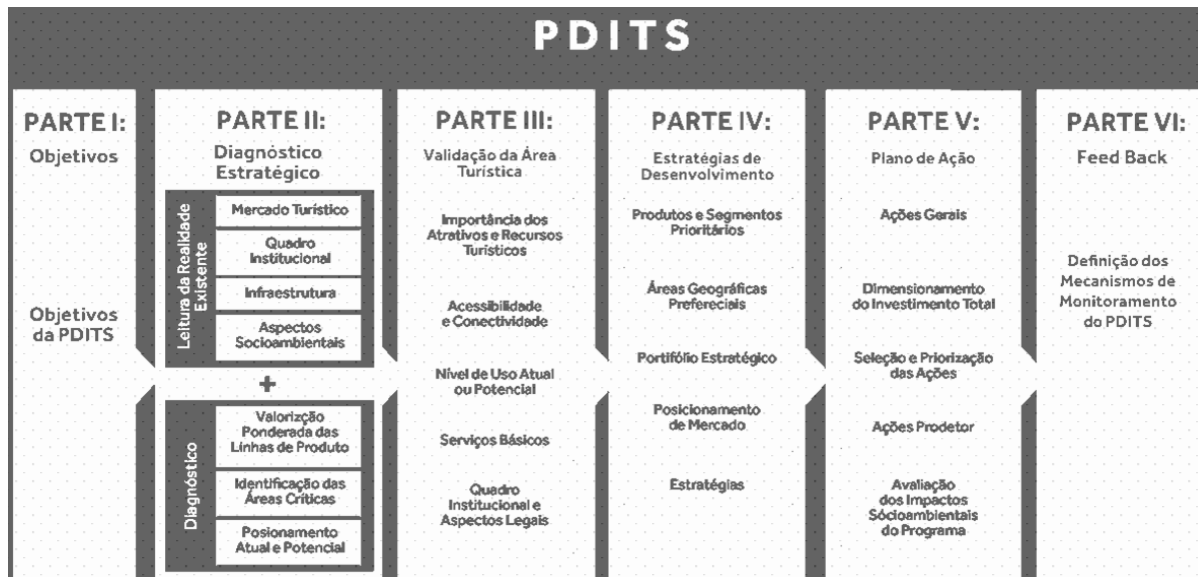 PDITS
PARTE I:
Objetivos
Objetivos
da PDITS
PARTE II:
Diagnóstico
Estratégico
Leitura da Realidade
Existente
Mercado Turístico
Quadro
Institucional
Infraestrutura
Aspectos
Socioambientais
+
Diagnóstico
Valorizção
Ponderada das
Linhas de Produto
Identificação das
Áreas Críticas
Posionamento
Atual e Potencial
PARTE III:
Validação da Área
Turística
Importância dos
Atrativos e Recursos
Turísticos
Acessibilidade
e Conectividade
Nível de Uso Atual
ou Potencial
Serviços Básicos
Quadro
Institucional e
Aspectos Legais
PARTE IV:
Estratégias de
Desenvolvimento
Produtos e Segmentos
Prioritários
Áreas Geográficas
Prefereciais
Portifólio Estratégico
Posicionamento
de Mercado
Estratégias
PARTE V:
Plano de Ação
Ações Gerais
Dimensionamento
do Investimento Total
Seleção e Priorização
das Ações
Ações Prodetor
Avaliação
dos Impactos
Sócioambientais
do Programa
PARTE VI:
Feed Back
Definição dos
Mecanismos de
Monitoramento
do PDITS